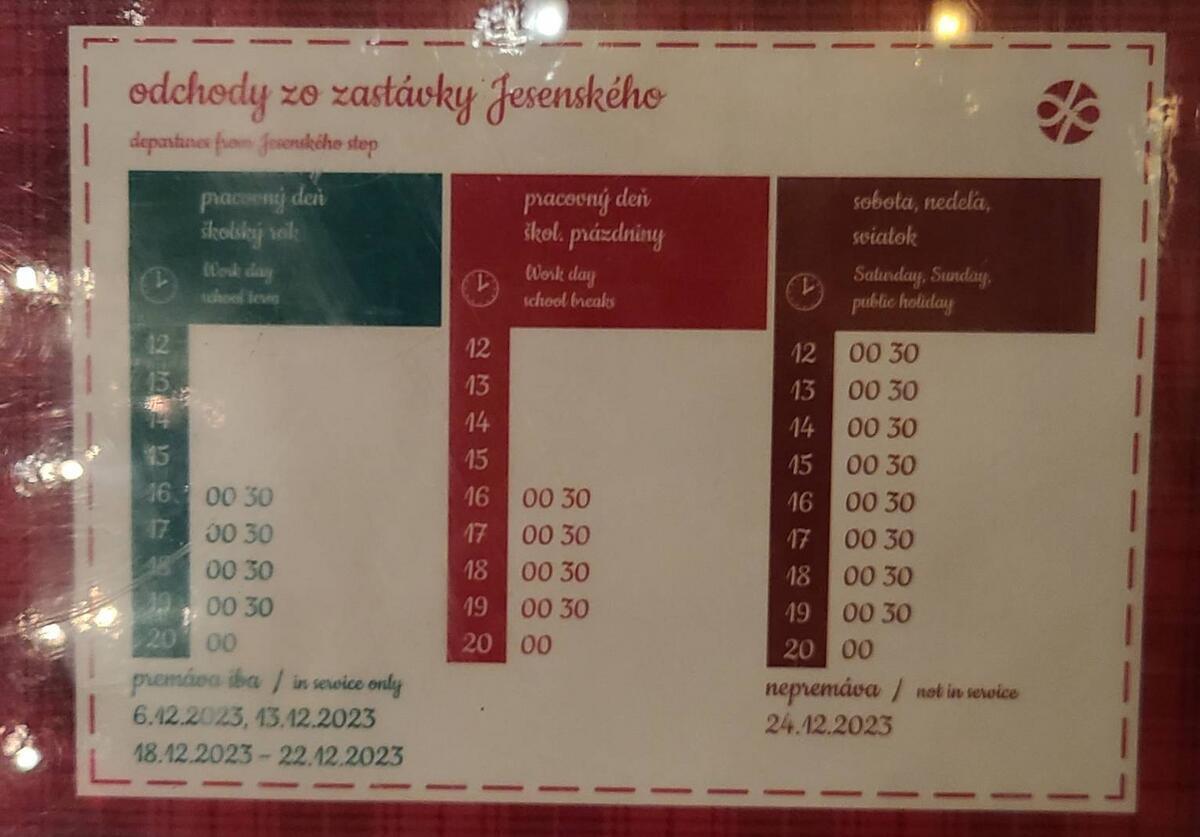 odchody zo zastávky Jesenského
departures from Jesenského stop
pracovný deň
školský rok
Work day
school term
12
13
14
15
16 00 30
17 00 30
18 00 30
19 00 30
20 00
premáva iba / in service only
6.12.2023, 13.12.2023
18.12.2023 – 22.12.2023
pracovný deň
škol. prázdniny
Work day
school breaks
12
13
14
15
16 00 30
17 00 30
18 00 30
19 00 30
20 00
sobota, nedeľa,
sviatok
Saturday, Sunday,
public holiday
12 00 30
13 00 30
14 00 30
15 00 30
16 00 30
17 00 30
18 00 30
19 00 30
20 00
nepremáva / not in service
24.12.2023